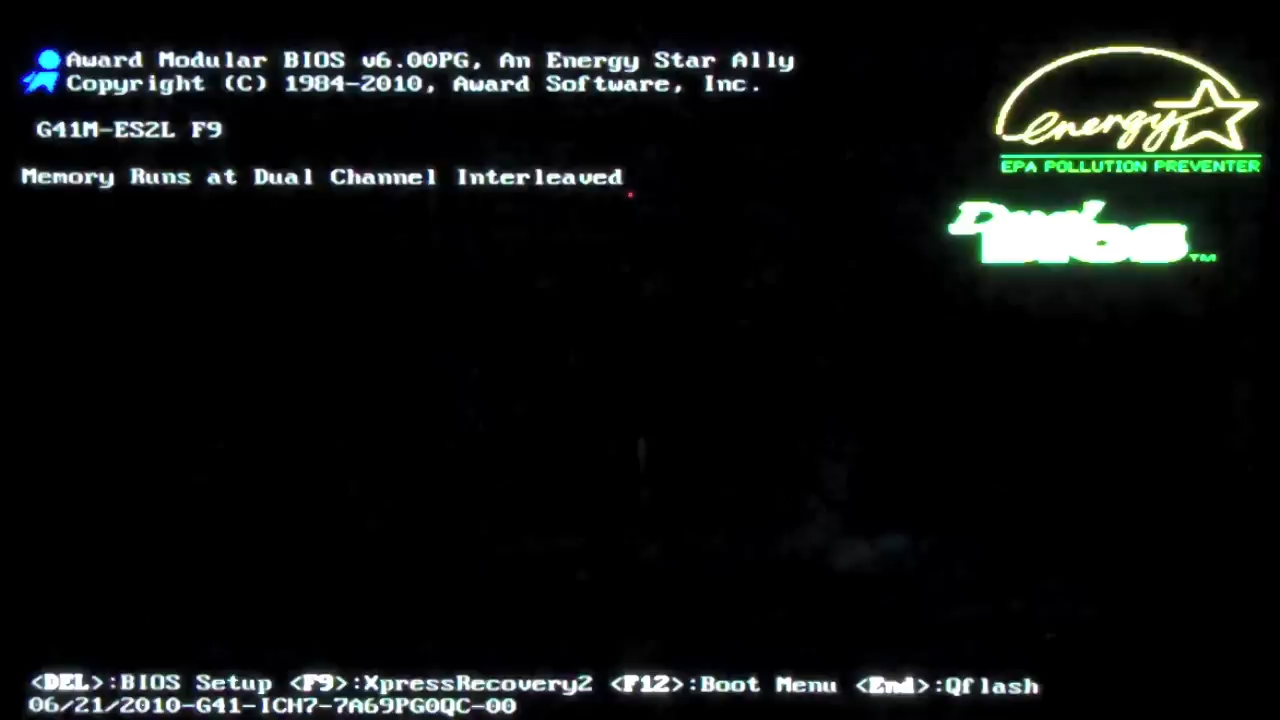 Award Modular BIOS v6.00PG, An Energy Star Ally
Copyright (C) 1984-2010, Award Software, Inc.
G41M-ES2L F9
Memory Runs at Dual Channel Interleaved
energy
EPA POLLUTION PREVENTER
Dual
BIOS™
<DEL>:BIOS Setup <F9>:XpressRecovery2 <F12>:Boot Menu <End>:Qflash
06/21/2010-G41-ICH7-7A69PG0QC-00